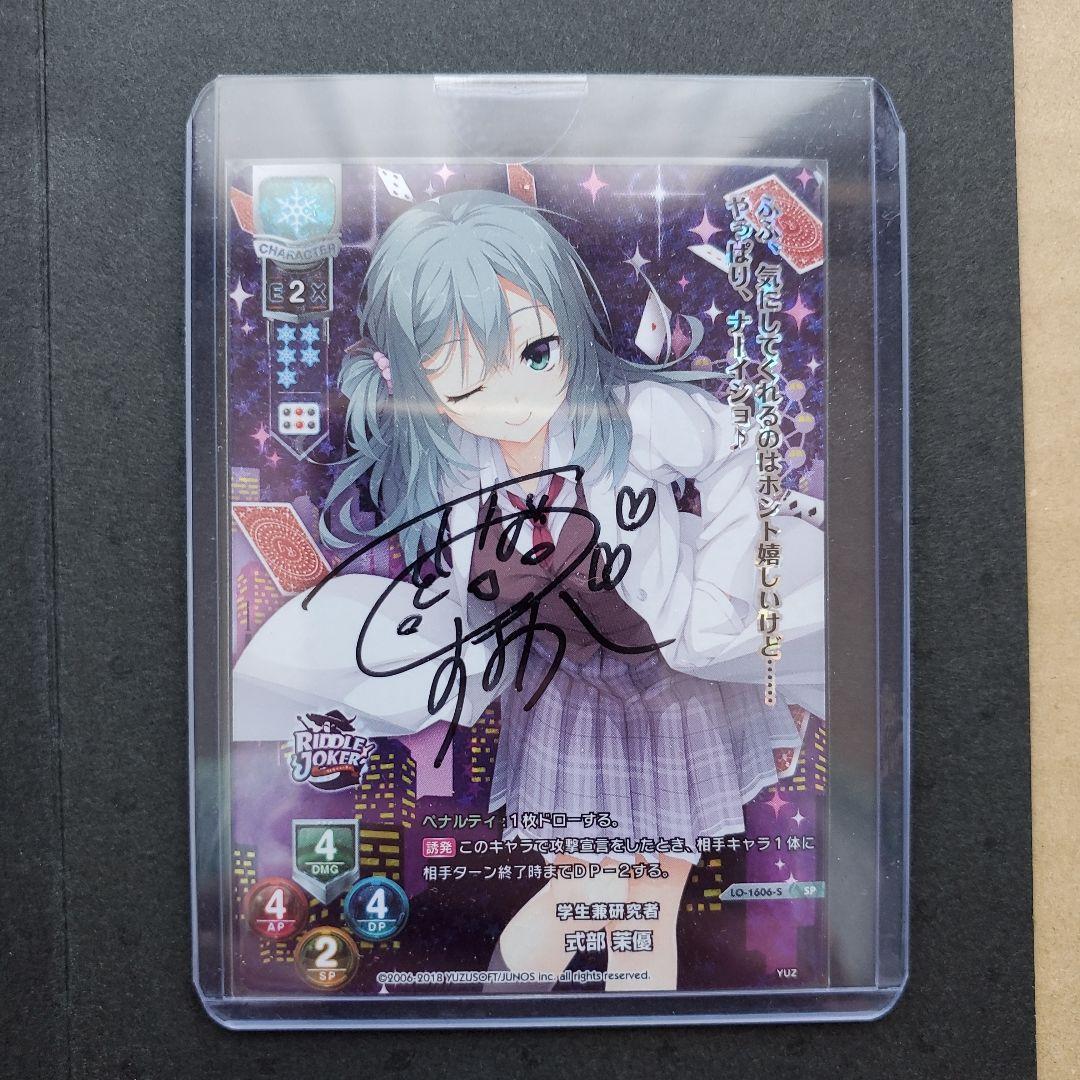 CHARACTER
E 2 X
ふふ、気にしてくれるのはホント嬉しいけど……
やっぱり、ナーイショ♪
RIDDLE
JOKER
4
DMG
4
AP
4
DP
2
SP
ペナルティ:1枚ドローする。
誘発 このキャラで攻撃宣言をしたとき、相手キャラ1体に
相手ターン終了時までDP-2する。
LO-1606-S SP
学生兼研究者
式部 茉優
©2006-2018 YUZUSOFT/JUNOS inc. all rights reserved.
YUZ